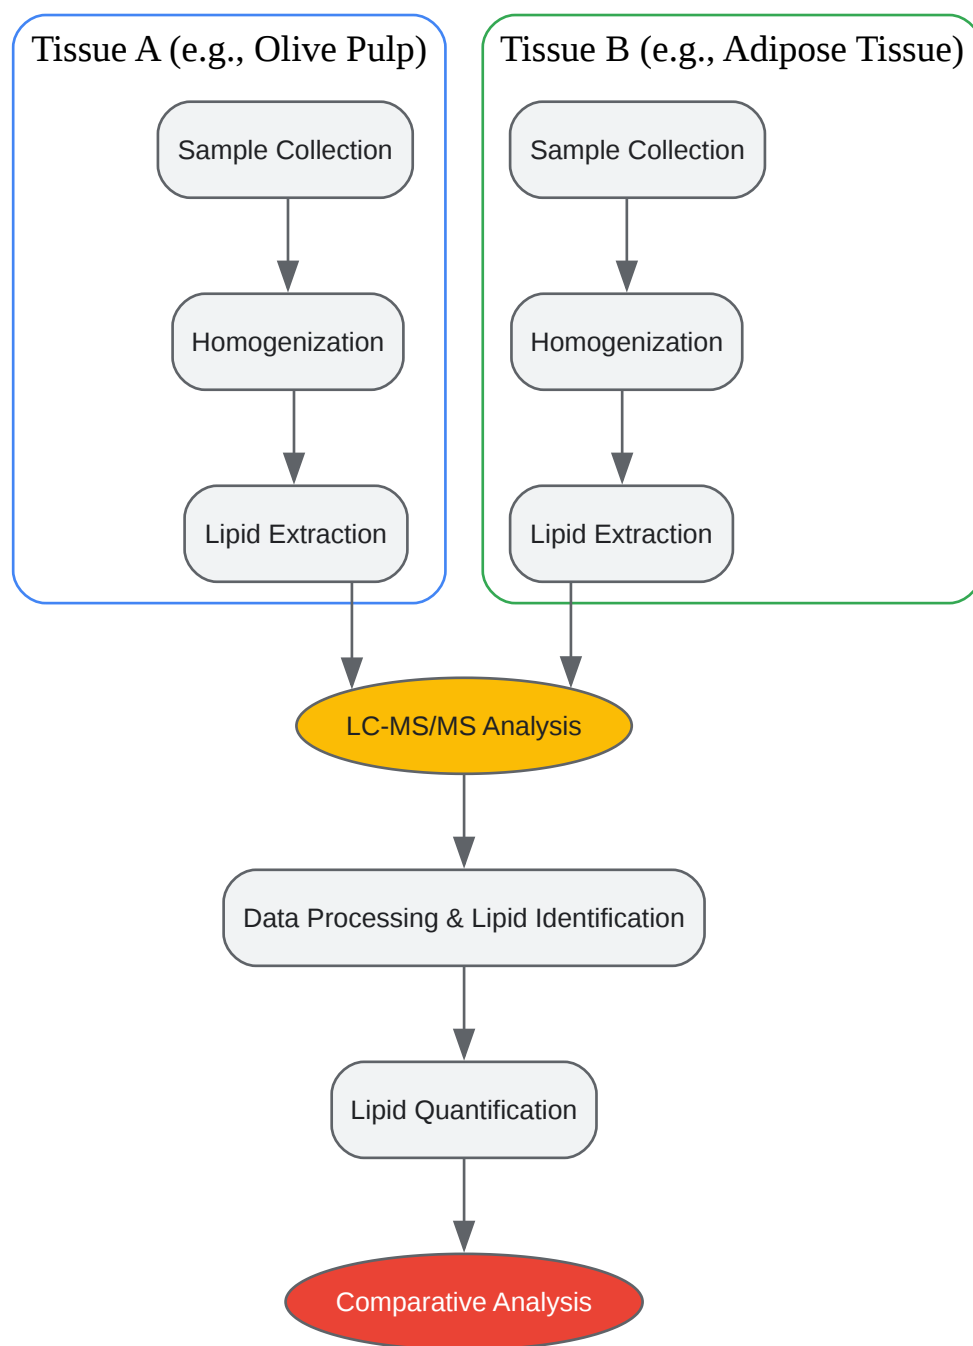 Tissue A (e.g., Olive Pulp)
Sample Collection
Homogenization
Lipid Extraction
Tissue B (e.g., Adipose Tissue)
Sample Collection
Homogenization
Lipid Extraction
LC-MS/MS Analysis
Data Processing & Lipid Identification
Lipid Quantification
Comparative Analysis